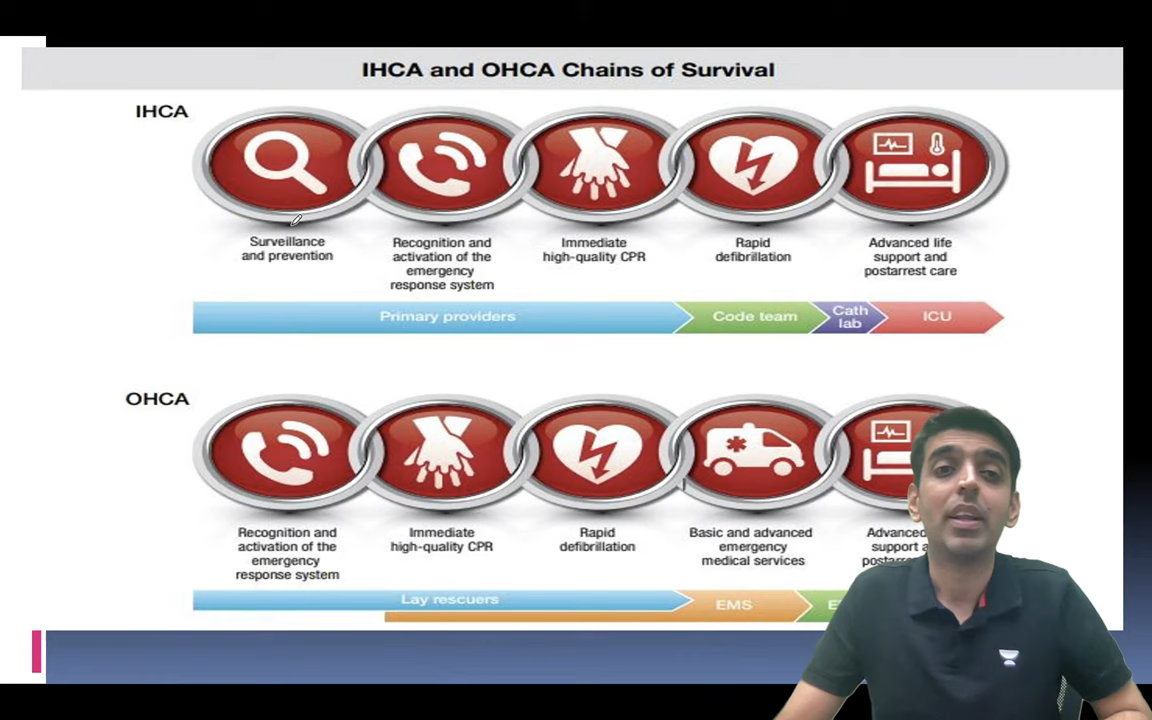 IHCA and OHCA Chains of Survival
IHCA
Surveillance
and prevention
Recognition and
activation of the
emergency
response system
Immediate
high-quality CPR
Rapid
defibrillation
Advanced life
support and
postarrest care
Primary providers
Code team
Cath
lab
ICU
OHCA
Recognition and
activation of the
emergency
response system
Immediate
high-quality CPR
Rapid
defibrillation
Basic and advanced
emergency
medical services
Advanced
support
Lay rescuers
EMS